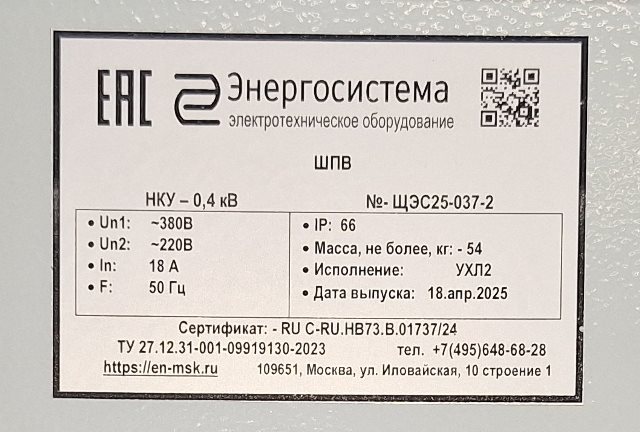 EAC Энергосистема
электротехническое оборудование
ШПВ
НКУ – 0,4 кВ №- ЩЭС25-037-2
• Un1: ~380В
• Un2: ~220В
• In: 18 А
• F: 50 Гц
• IP: 66
• Масса, не более, кг: - 54
• Исполнение: УХЛ2
• Дата выпуска: 18.апр.2025
Сертификат: - RU C-RU.НВ73.В.01737/24
ТУ 27.12.31-001-09919130-2023 тел. +7(495)648-68-28
https://en-msk.ru 109651, Москва, ул. Иловайская, 10 строение 1